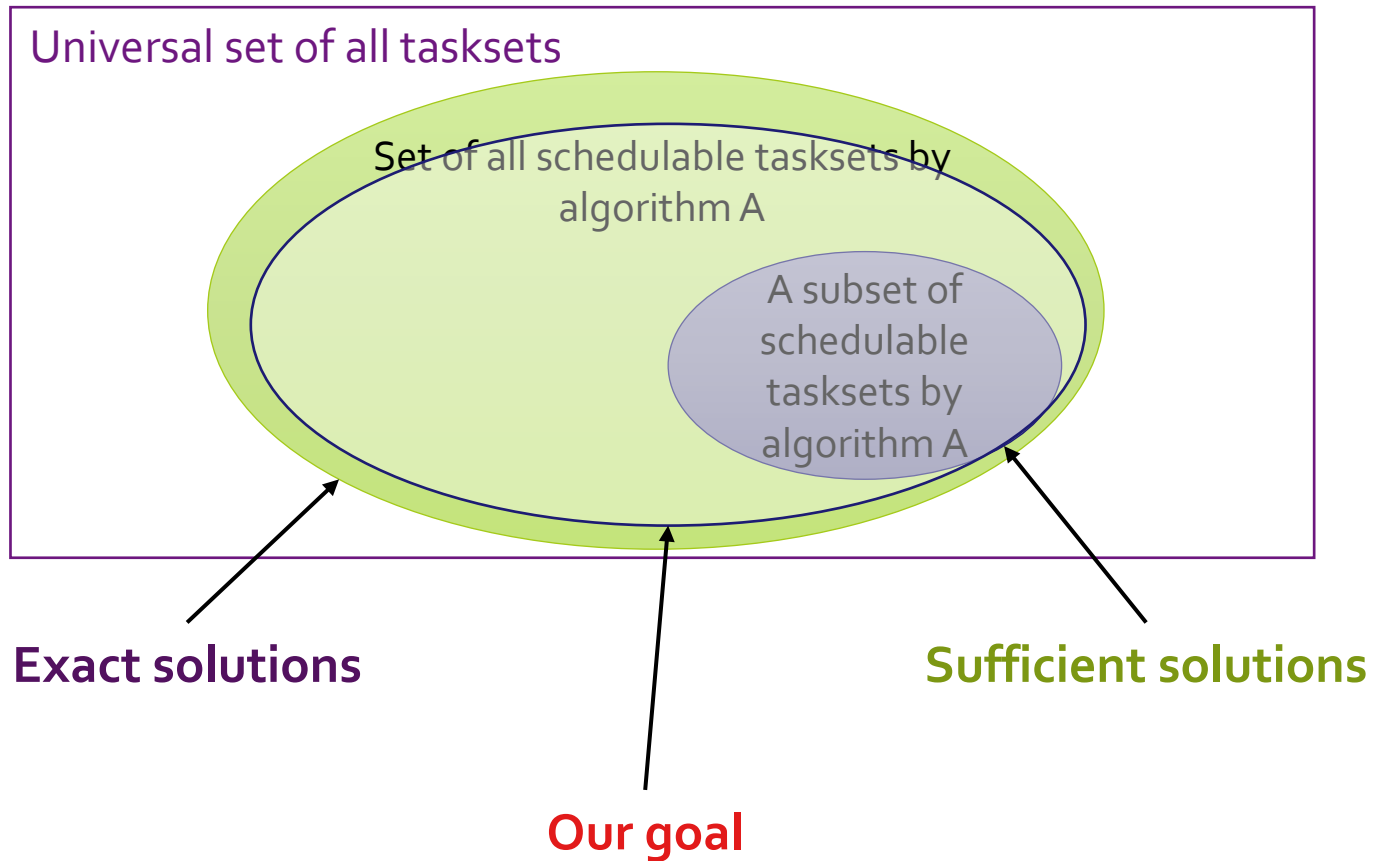 Universal set of all tasksets
Set of all schedulable tasksets by
algorithm A
A subset of
schedulable
tasksets by
algorithm A
Exact solutions
Sufficient solutions
Our goal